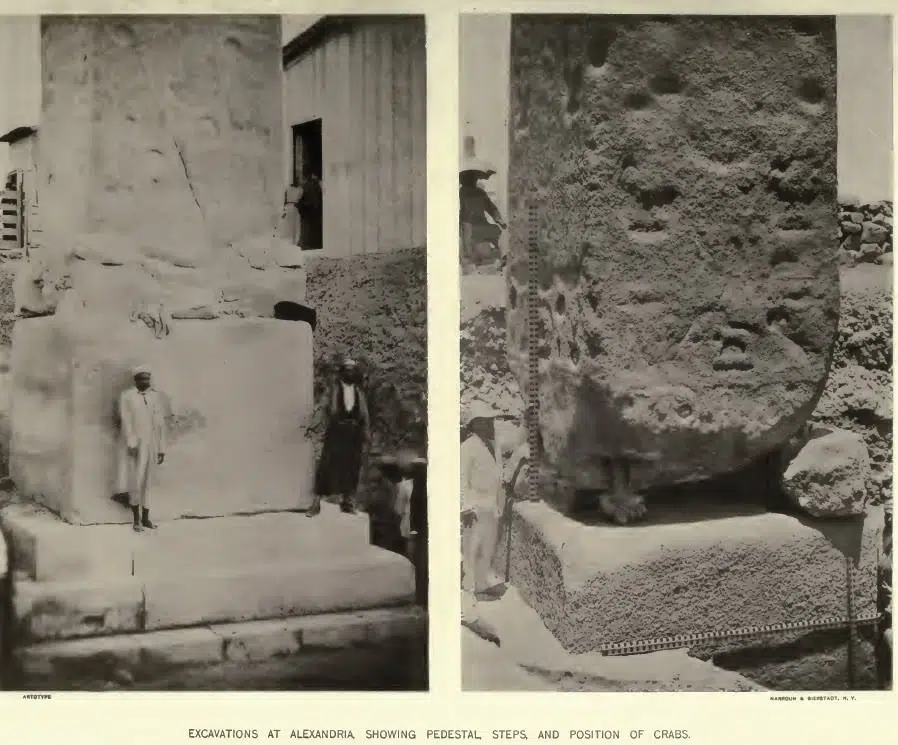 ARTOTYPE
HARROUN & BIERSTADT, N. Y.
EXCAVATIONS AT ALEXANDRIA, SHOWING PEDESTAL, STEPS, AND POSITION OF CRABS.